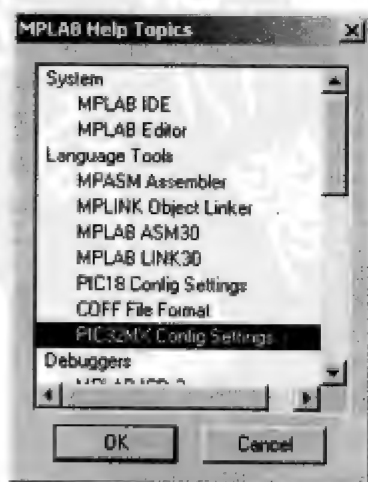 MPLAB Help Topics
System
MPLAB IDE
MPLAB Editor
Language Tools
MPASM Assembler
MPLINK Object Linker
MPLAB ASM30
MPLAB LINK30
PIC18 Config Settings
COFF File Format
PIC32MX Config Settings
Debuggers
OK Cancel